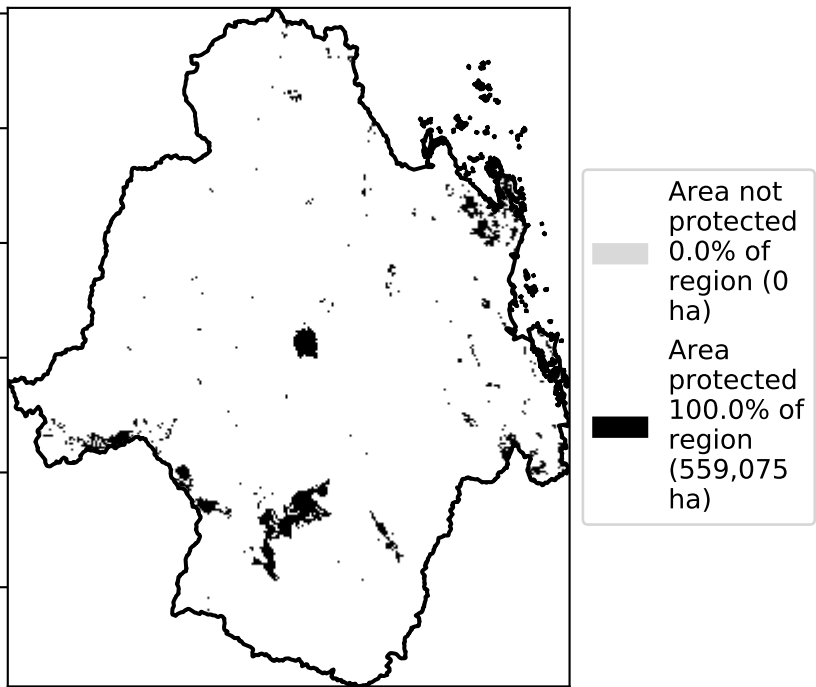 Area not
protected
0.0% of
region (0
ha)
Area
protected
100.0% of
region
(559,075
ha)